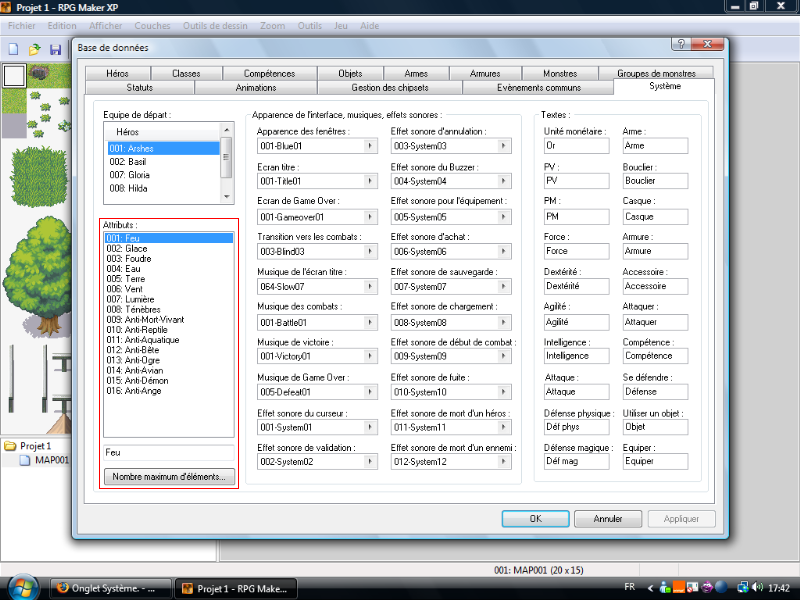 Projet 1 - RPG Maker XP
Fichier Edition Afficher Couches Outils de dessin Zoom Outils Jeu Aide
Base de données
Héros Classes Compétences Objets Armes Armures Monstres Groupes de monstres
Statuts Animations Gestion des chipsets Evènements communs Système
Equipe de départ :
Héros
001: Arshes
002: Basil
007: Gloria
008: Hilda
Attributs :
001: Feu
002: Glace
003: Foudre
004: Eau
005: Terre
006: Vent
007: Lumière
008: Ténèbres
009: Anti-Mort-Vivant
010: Anti-Reptile
011: Anti-Aquatique
012: Anti-Bête
013: Anti-Ogre
014: Anti-Avian
015: Anti-Démon
016: Anti-Ange
Feu
Nombre maximum d'éléments...
Apparence de l'interface, musiques, effets sonores :
Apparence des fenêtres : Effet sonore d'annulation :
001-Blue01 003-System03
Ecran titre : Effet sonore du Buzzer :
001-Title01 004-System04
Ecran de Game Over : Effet sonore pour l'équipement :
001-Gameover01 005-System05
Transition vers les combats : Effet sonore d'achat :
003-Blind03 006-System06
Musique de l'écran titre : Effet sonore de sauvegarde :
064-Slow07 007-System07
Musique des combats : Effet sonore de chargement :
001-Battle01 008-System08
Musique de victoire : Effet sonore de début de combat :
001-Victory01 009-System09
Musique de Game Over : Effet sonore de fuite :
005-Defeat01 010-System10
Effet sonore du curseur : Effet sonore de mort d'un héros :
001-System01 011-System11
Effet sonore de validation : Effet sonore de mort d'un ennemi :
002-System02 012-System12
Textes :
Unité monétaire : Arme :
Or Arme
PV : Bouclier :
PV Bouclier
PM : Casque :
PM Casque
Force : Armure :
Force Armure
Dextérité : Accessoire :
Dextérité Accessoire
Agilité : Attaquer :
Agilité Attaquer
Intelligence : Compétence :
Intelligence Compétence
Attaque : Se défendre :
Attaque Défense
Défense physique : Utiliser un objet :
Déf phys Objet
Défense magique : Equiper :
Déf mag Equiper
OK Annuler Appliquer
Projet 1
MAP001
001: MAP001 (20 x 15)
Onglet Système. - ... Projet 1 - RPG Make... FR 17:42